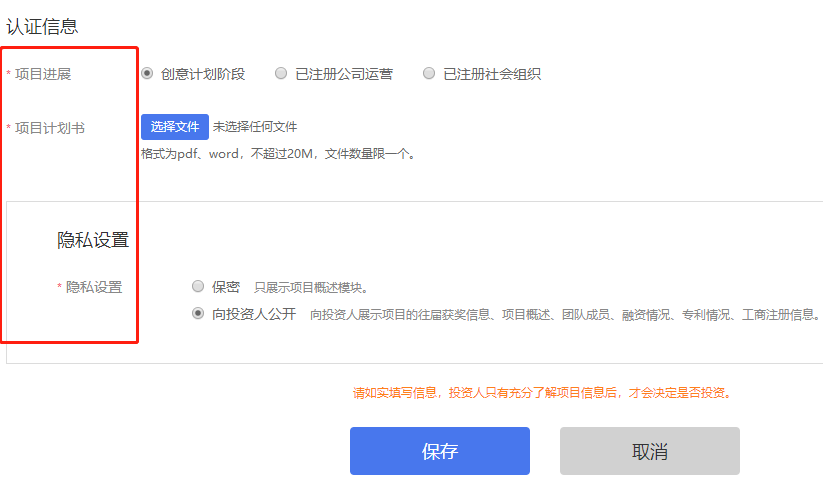 认证信息
* 项目进展 创意计划阶段 已注册公司运营 已注册社会组织
* 项目计划书 选择文件 未选择任何文件
格式为pdf、word，不超过20M，文件数量限一个。
隐私设置
* 隐私设置 保密 只展示项目概述模块。
向投资人公开 向投资人展示项目的往届获奖信息、项目概述、团队成员、融资情况、专利情况、工商注册信息。
请如实填写信息，投资人只有充分了解项目信息后，才会决定是否投资。
保存 取消